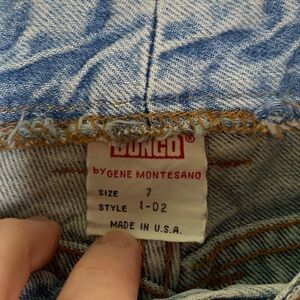 BONGO®
BY GENE MONTESANO
SIZE 7
STYLE 1-02
MADE IN U.S.A.